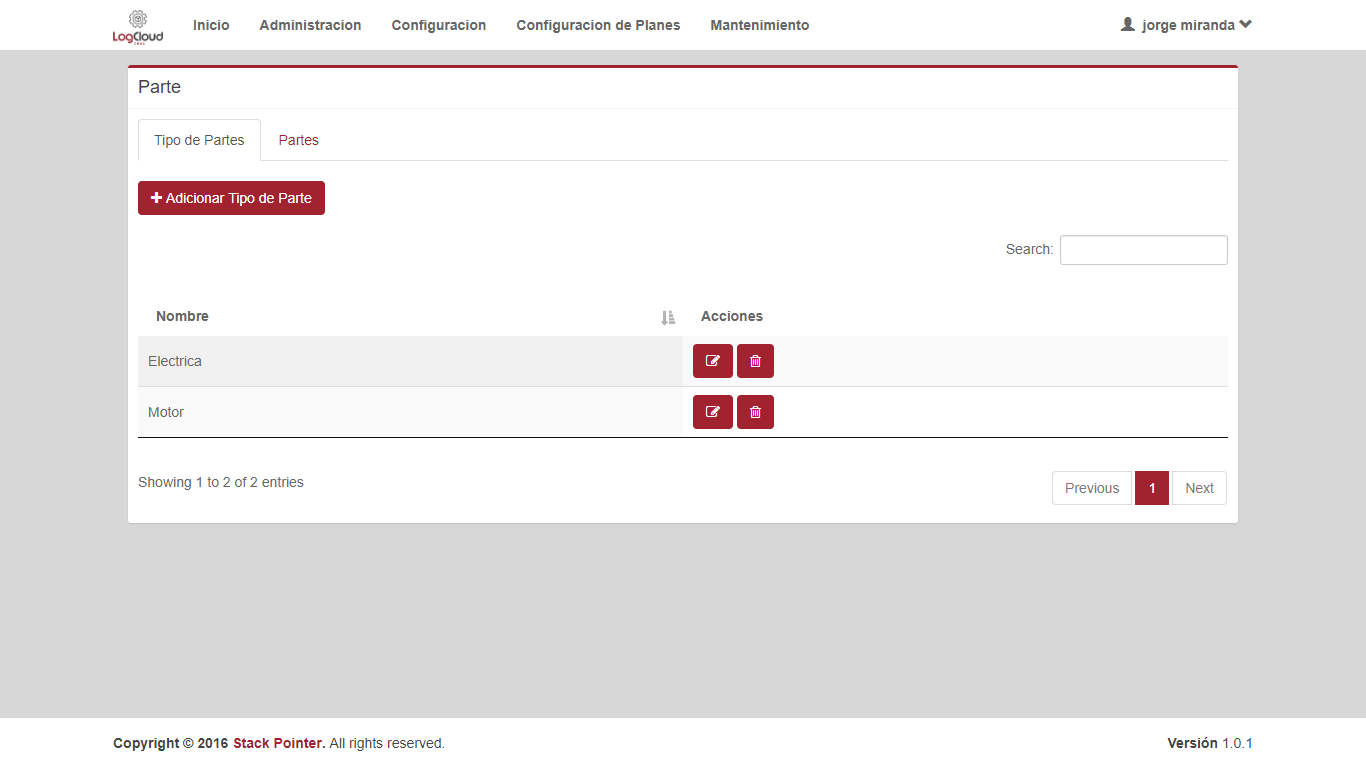 LogCloud
Inicio Administracion Configuracion Configuracion de Planes Mantenimiento jorge miranda
Parte
Tipo de Partes Partes
Adicionar Tipo de Parte
Search:
Nombre Acciones
Electrica
Motor
Showing 1 to 2 of 2 entries
Previous 1 Next
Copyright © 2016 Stack Pointer. All rights reserved. Versión 1.0.1